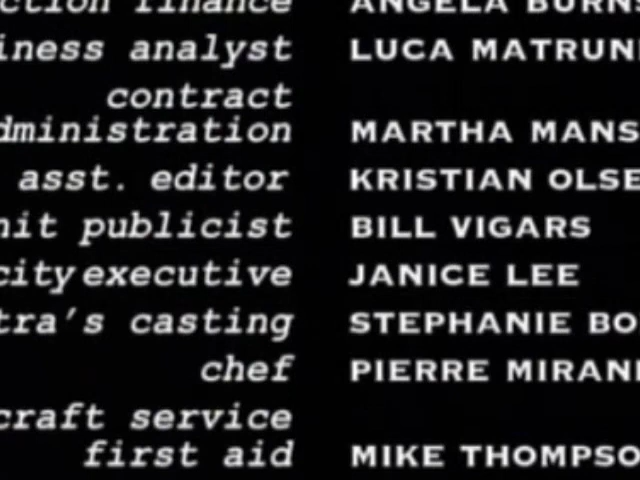 ction finance ANGELA BURNS
iness analyst LUCA MATRUN
contract
dministration MARTHA MANS
asst. editor KRISTIAN OLSE
nit publicist BILL VIGARS
city executive JANICE LEE
tra's casting STEPHANIE BO
chef PIERRE MIRAN
craft service
first aid MIKE THOMPSO